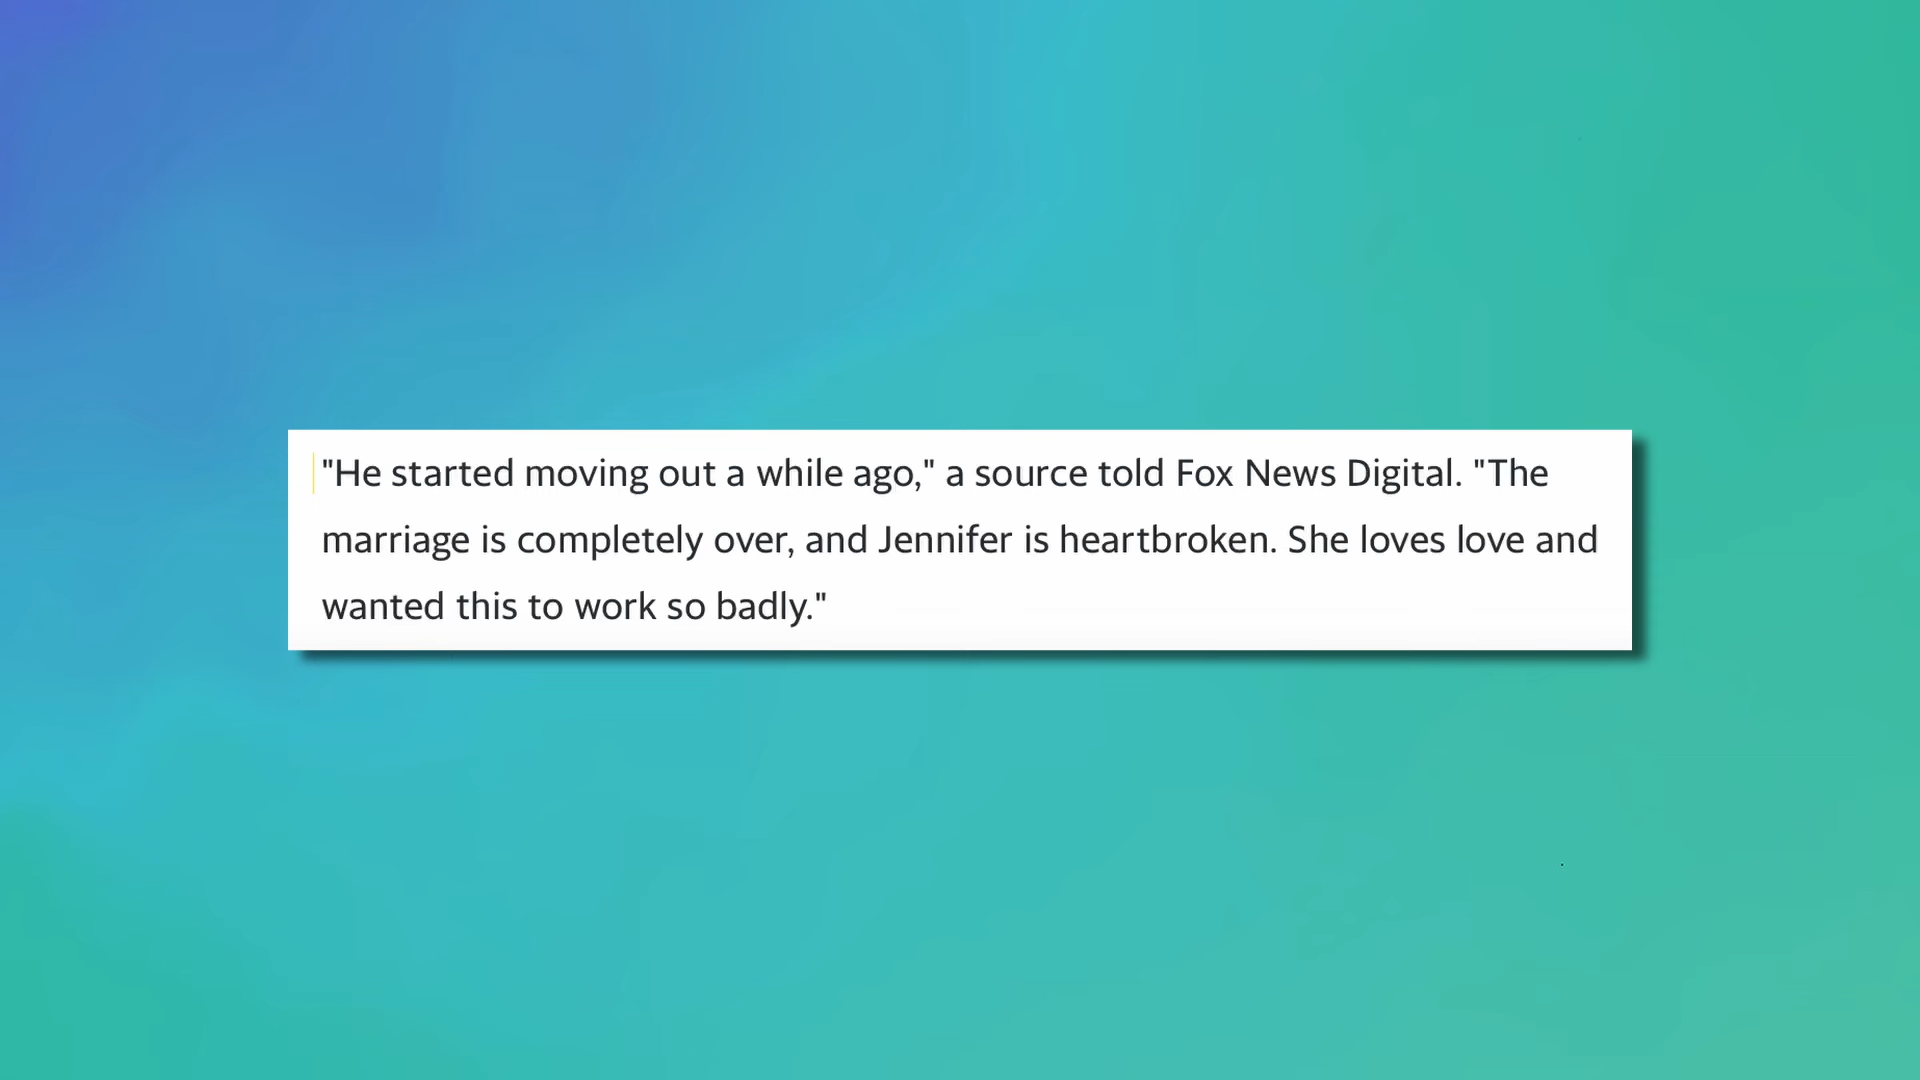 "He started moving out a while ago," a source told Fox News Digital. "The
marriage is completely over, and Jennifer is heartbroken. She loves love and
wanted this to work so badly."